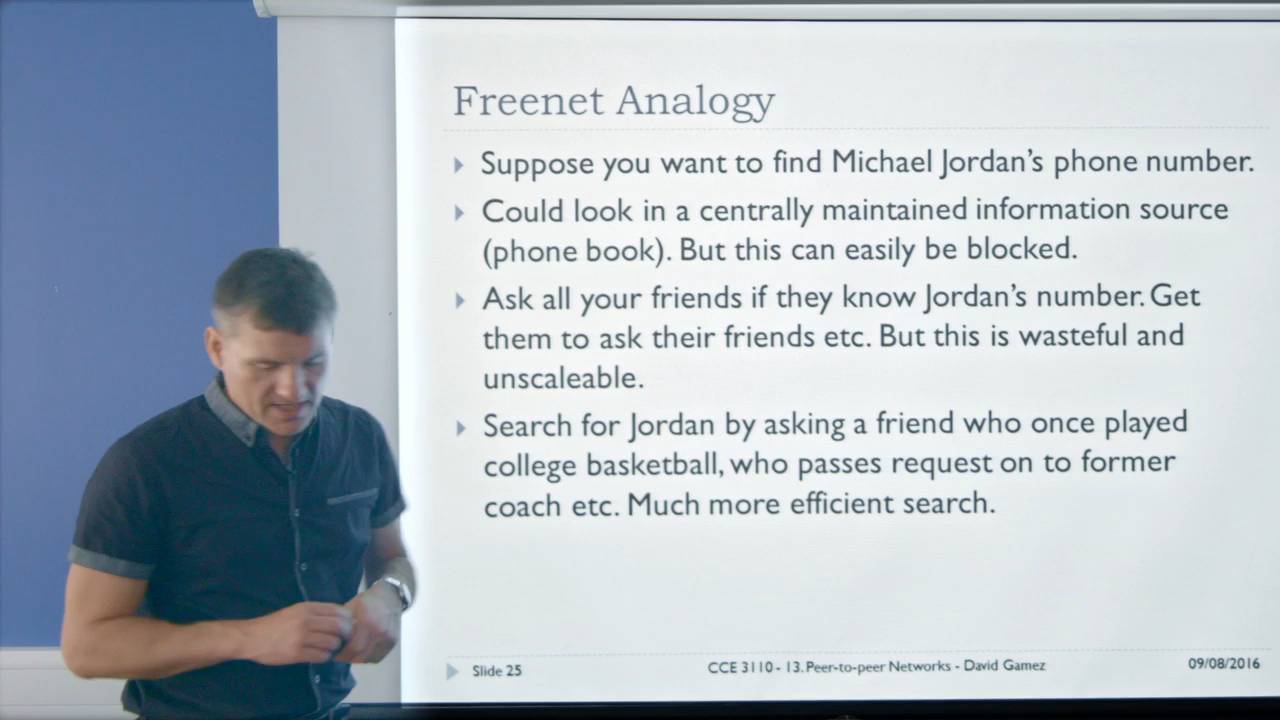 Freenet Analogy
Suppose you want to find Michael Jordan's phone number.
Could look in a centrally maintained information source
(phone book). But this can easily be blocked.
Ask all your friends if they know Jordan's number. Get
them to ask their friends etc. But this is wasteful and
unscaleable.
Search for Jordan by asking a friend who once played
college basketball, who passes request on to former
coach etc. Much more efficient search.
Slide 25
CCE 3110 - 13. Peer-to-peer Networks - David Gamez
09/08/2016